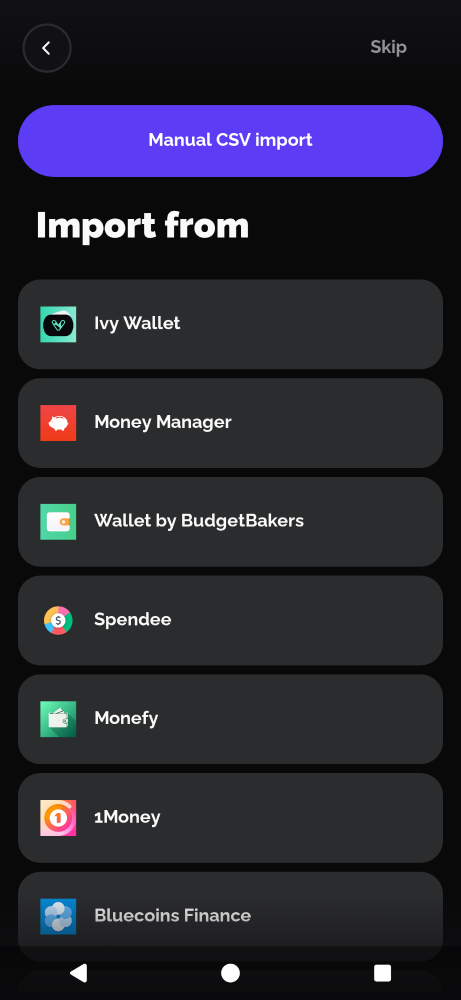 Skip
Manual CSV import
Import from
Ivy Wallet
Money Manager
Wallet by BudgetBakers
Spendee
Monefy
1Money
Bluecoins Finance